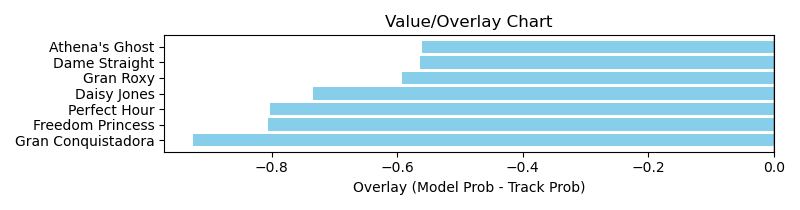 Value/Overlay Chart
Athena's Ghost
Dame Straight
Gran Roxy
Daisy Jones
Perfect Hour
Freedom Princess
Gran Conquistadora
−0.8 −0.6 −0.4 −0.2 0.0
Overlay (Model Prob - Track Prob)